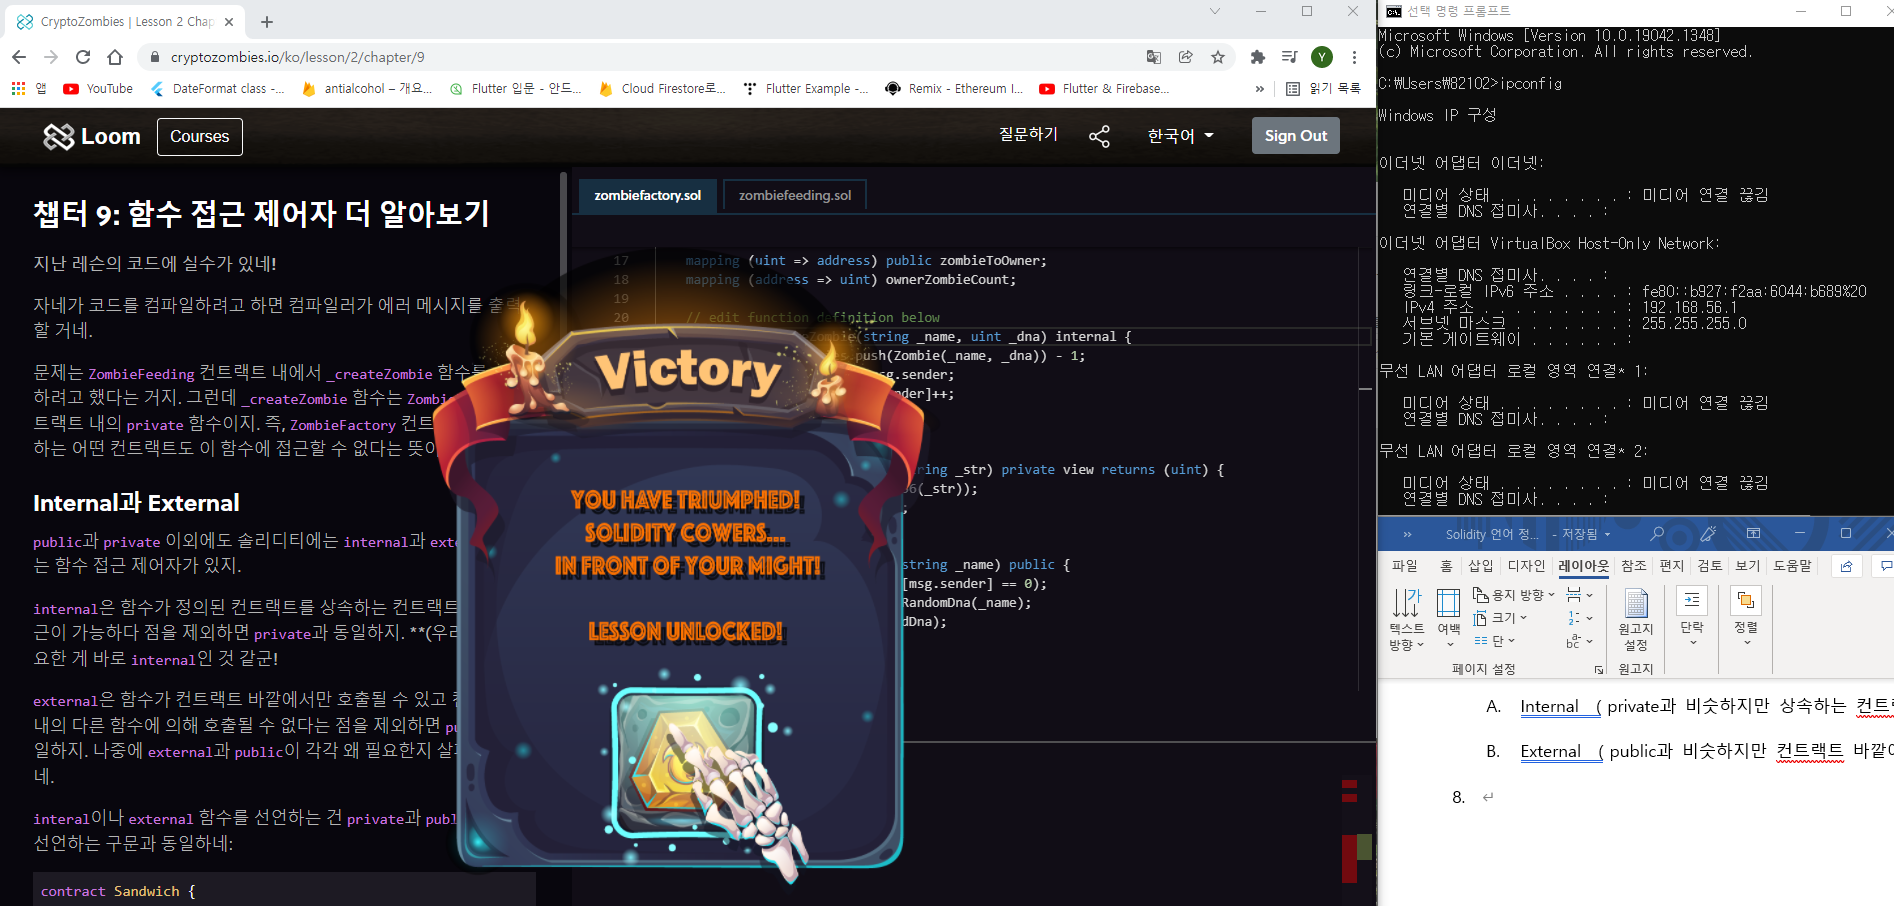 CryptoZombies | Lesson 2 Chap
cryptozombies.io/ko/lesson/2/chapter/9
앱
YouTube
DateFormat class -...
antialcohol – 개요...
Flutter 입문 - 안드...
Cloud Firestore로...
Flutter Example -...
Remix - Ethereum I...
Flutter & Firebase...
»
읽기 목록
Y
Loom
Courses
질문하기
한국어
Sign Out
챕터 9: 함수 접근 제어자 더 알아보기
지난 레슨의 코드에 실수가 있네!
자네가 코드를 컴파일하려고 하면 컴파일러가 에러 메시지를 출력
할 거네.
문제는 ZombieFeeding 컨트랙트 내에서 _createZombie 함수를
하려고 했다는 거지. 그런데 _createZombie 함수는 Zombie
트랙트 내의 private 함수이지. 즉, ZombieFactory 컨트
하는 어떤 컨트랙트도 이 함수에 접근할 수 없다는 뜻이
Internal과 External
public과 private 이외에도 솔리디티에는 internal과 ext
는 함수 접근 제어자가 있지.
internal은 함수가 정의된 컨트랙트를 상속하는 컨트랙트
근이 가능하다 점을 제외하면 private과 동일하지. **(우리
요한 게 바로 internal인 것 같군!
external은 함수가 컨트랙트 바깥에서만 호출될 수 있고
내의 다른 함수에 의해 호출될 수 없다는 점을 제외하면 pu
일하지. 나중에 external과 public이 각각 왜 필요한지 살
네.
interal이나 external 함수를 선언하는 건 private과 publ
선언하는 구문과 동일하네:
contract Sandwich {
zombiefactory.sol
zombiefeeding.sol
17 mapping (uint => address) public zombieToOwner;
18 mapping (address => uint) ownerZombieCount;
19
20 // edit function definition below
Zombie(string _name, uint _dna) internal {
.push(Zombie(_name, _dna)) - 1;
sg.sender;
nder]++;
ring _str) private view returns (uint) {
6(_str));
;
string _name) public {
[msg.sender] == 0);
RandomDna(_name);
dDna);
Victory
YOU HAVE TRIUMPHED!
SOLIDITY COWERS...
IN FRONT OF YOUR MIGHT!
LESSON UNLOCKED!
선택 명령 프롬프트
Microsoft Windows [Version 10.0.19042.1348]
(c) Microsoft Corporation. All rights reserved.
C:₩Users₩82102>ipconfig
Windows IP 구성
이더넷 어댑터 이더넷:
미디어 상태 . . . . . . . . : 미디어 연결 끊김
연결별 DNS 접미사. . . . :
이더넷 어댑터 VirtualBox Host-Only Network:
연결별 DNS 접미사. . . . :
링크-로컬 IPv6 주소 . . . . : fe80::b927:f2aa:6044:b689%20
IPv4 주소 . . . . . . . . . : 192.168.56.1
서브넷 마스크 . . . . . . . : 255.255.255.0
기본 게이트웨이 . . . . . . :
무선 LAN 어댑터 로컬 영역 연결* 1:
미디어 상태 . . . . . . . . : 미디어 연결 끊김
연결별 DNS 접미사. . . . :
무선 LAN 어댑터 로컬 영역 연결* 2:
미디어 상태 . . . . . . . . : 미디어 연결 끊김
연결별 DNS 접미사. . . . :
» Solidity 언어 정... - 저장됨
파일 홈 삽입 디자인 레이아웃 참조 편지 검토 보기 도움말
텍스트 방향
여백
용지 방향
크기
단
페이지 설정
원고지 설정
원고지
단락
정렬
A. Internal ( private과 비슷하지만 상속하는 컨트
B. External ( public과 비슷하지만 컨트랙트 바깥에
8.